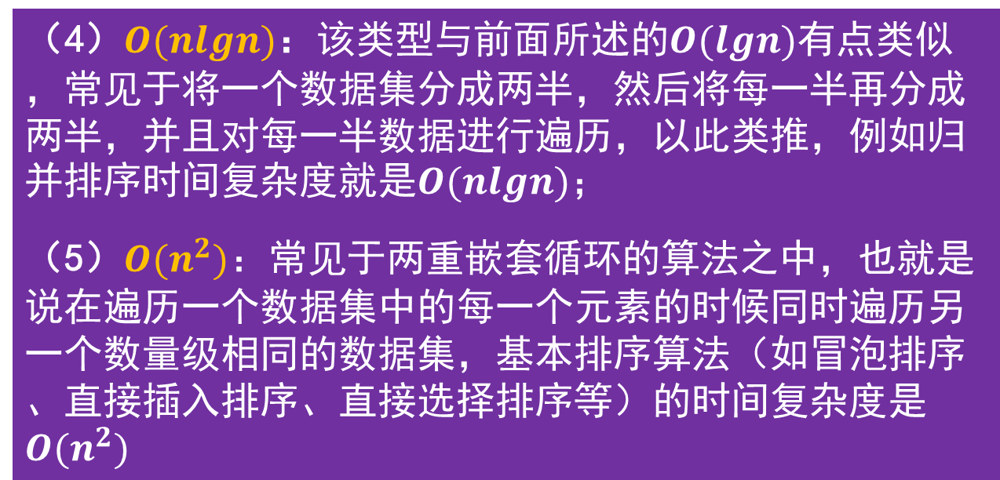 （4）O(nlgn)：该类型与前面所述的O(lgn)有点类似
，常见于将一个数据集分成两半，然后将每一半再分成
两半，并且对每一半数据进行遍历，以此类推，例如归
并排序时间复杂度就是O(nlgn)；
（5）O(n²)：常见于两重嵌套循环的算法之中，也就是
说在遍历一个数据集中的每一个元素的时候同时遍历另
一个数量级相同的数据集，基本排序算法（如冒泡排序
、直接插入排序、直接选择排序等）的时间复杂度是
O(n²)